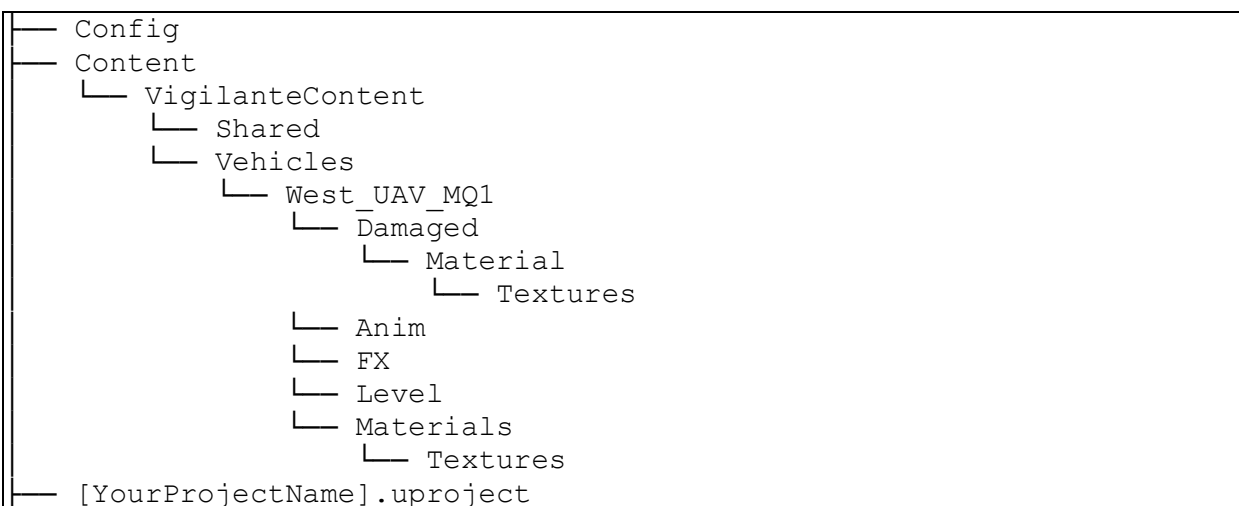 ├── Config
├── Content
│   └── VigilanteContent
│       └── Shared
│       └── Vehicles
│           └── West_UAV_MQ1
│               └── Damaged
│                   └── Material
│                       └── Textures
│               └── Anim
│               └── FX
│               └── Level
│               └── Materials
│                   └── Textures
├── [YourProjectName].uproject